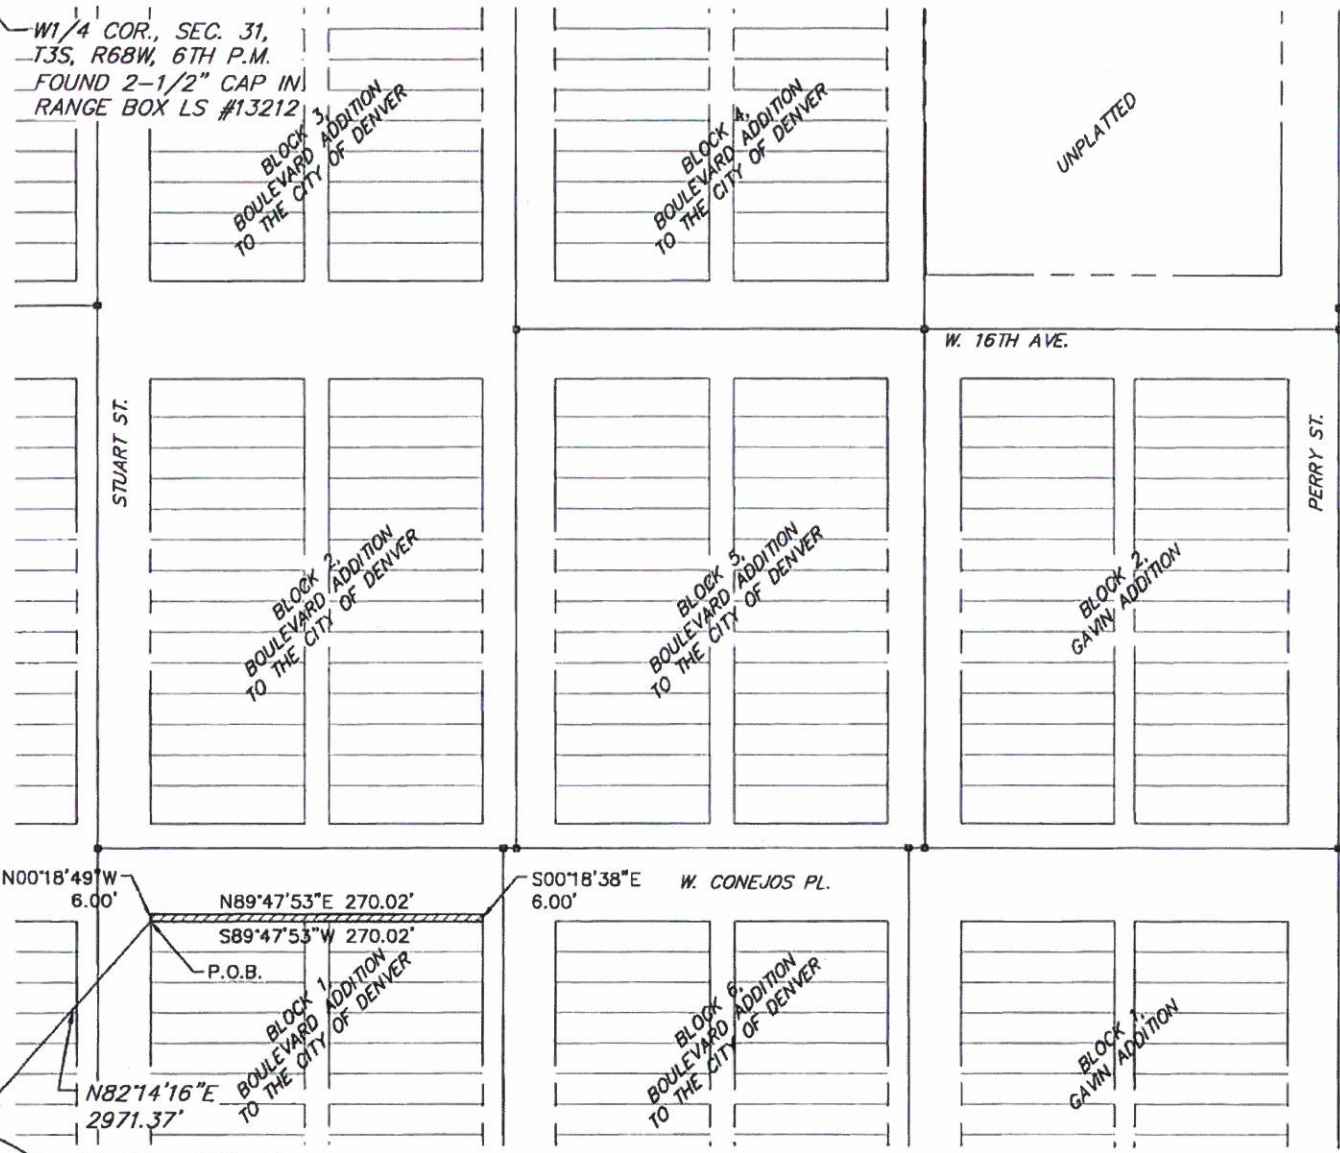 W1/4 COR., SEC. 31,
T3S, R68W, 6TH P.M.
FOUND 2-1/2" CAP IN
RANGE BOX LS #13212
BLOCK 3,
BOULEVARD ADDITION
TO THE CITY OF DENVER
BLOCK 4,
BOULEVARD ADDITION
TO THE CITY OF DENVER
UNPLATTED
W. 16TH AVE.
STUART ST.
PERRY ST.
BLOCK 2,
BOULEVARD ADDITION
TO THE CITY OF DENVER
BLOCK 5,
BOULEVARD ADDITION
TO THE CITY OF DENVER
BLOCK 2,
GAVIN ADDITION
N00°18'49"W
6.00'
N89°47'53"E 270.02'
S89°47'53"W 270.02'
S00°18'38"E
6.00'
W. CONEJOS PL.
P.O.B.
BLOCK 1,
BOULEVARD ADDITION
TO THE CITY OF DENVER
BLOCK 6,
BOULEVARD ADDITION
TO THE CITY OF DENVER
BLOCK 1,
GAVIN ADDITION
N82°14'16"E
2971.37'